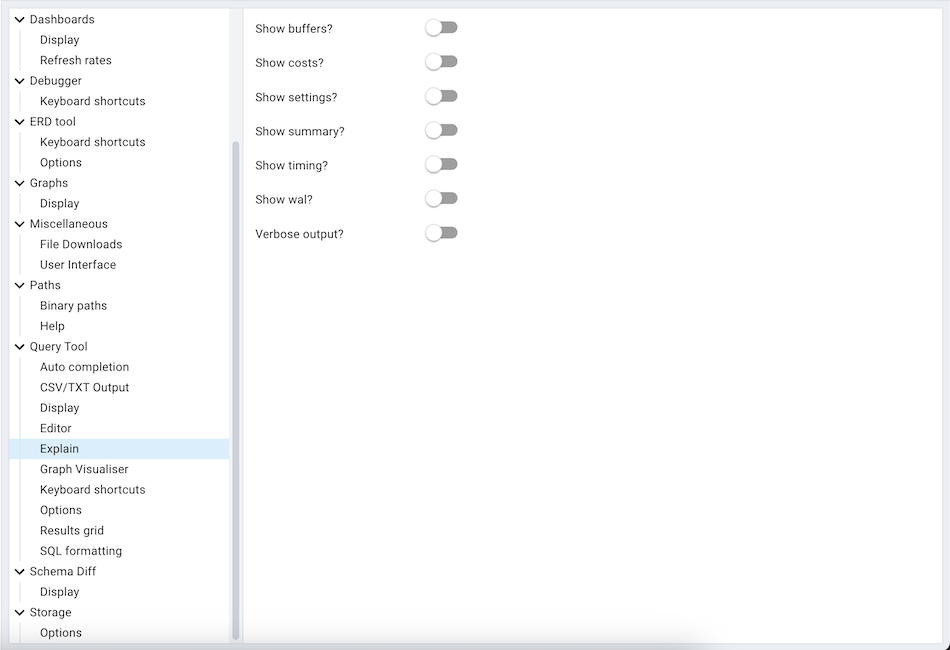 Dashboards
Display
Refresh rates
Debugger
Keyboard shortcuts
ERD tool
Keyboard shortcuts
Options
Graphs
Display
Miscellaneous
File Downloads
User Interface
Paths
Binary paths
Help
Query Tool
Auto completion
CSV/TXT Output
Display
Editor
Explain
Graph Visualiser
Keyboard shortcuts
Options
Results grid
SQL formatting
Schema Diff
Display
Storage
Options
Show buffers?
Show costs?
Show settings?
Show summary?
Show timing?
Show wal?
Verbose output?